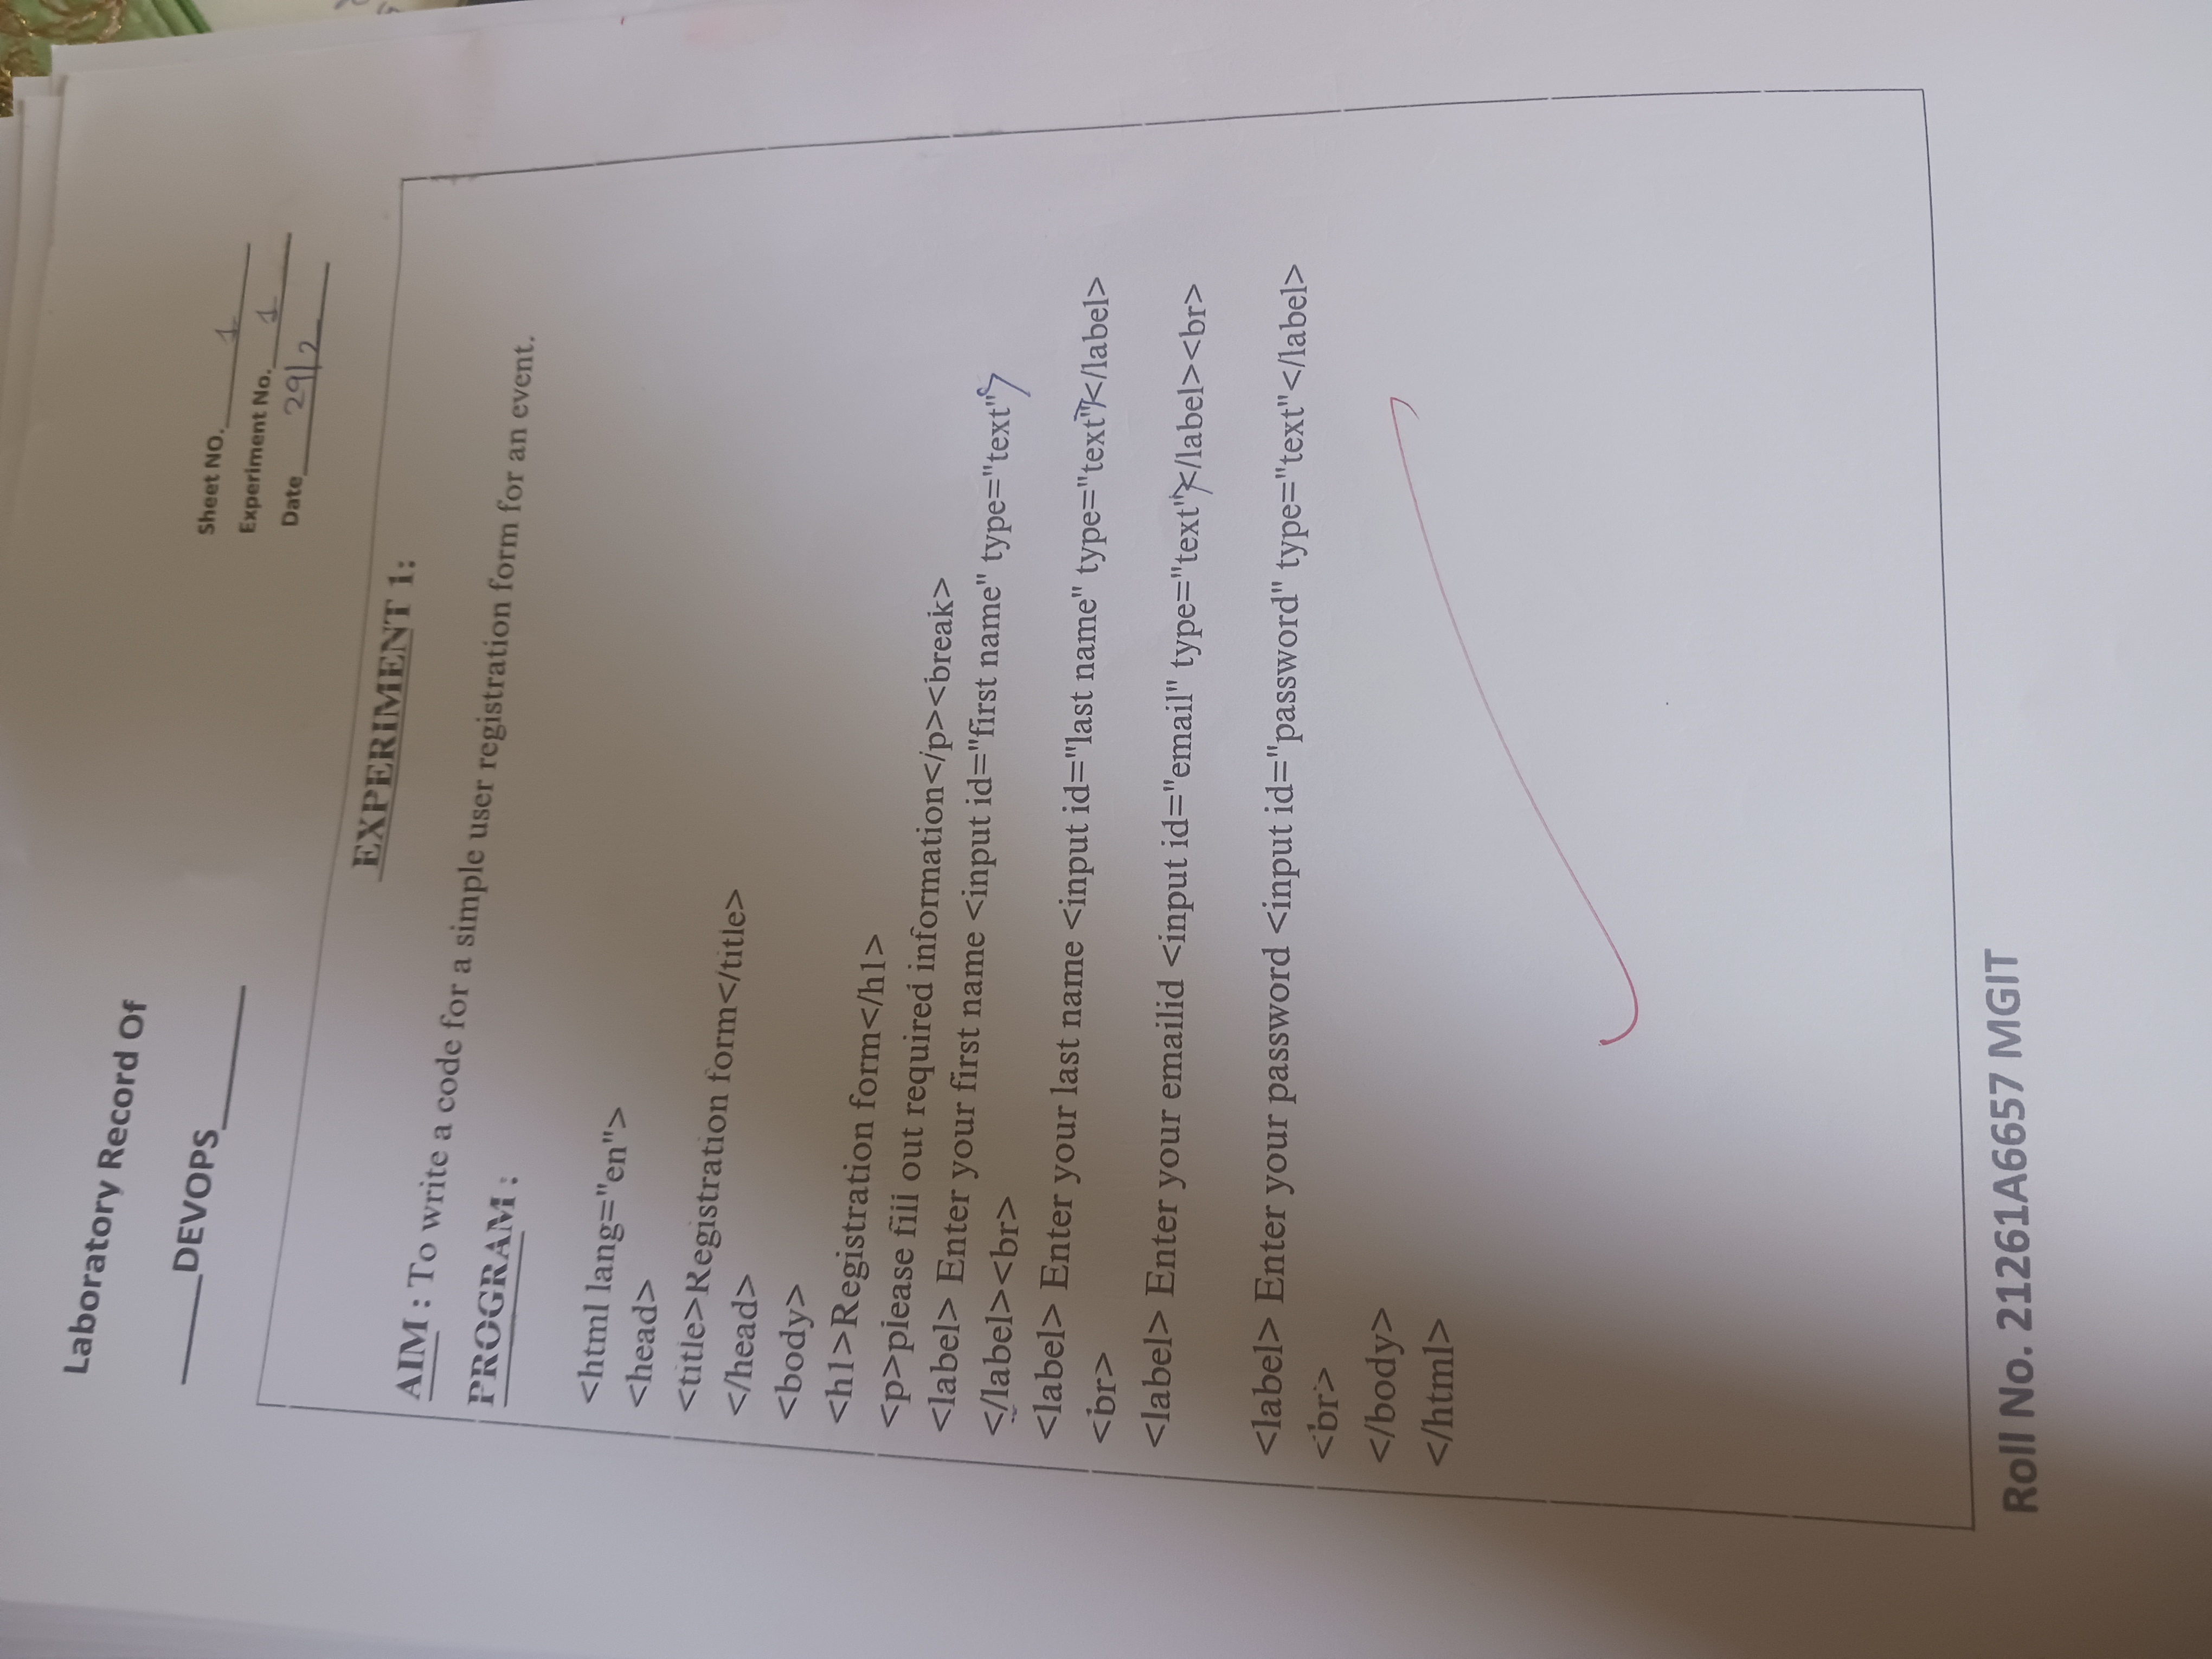 Laboratory Record Of
_____DEVOPS_______
Sheet NO. 1
Experiment No. 1
Date 29/2
EXPERIMENT 1:
AIM : To write a code for a simple user registration form for an event.
PROGRAM :
<html lang="en">
<head>
<title>Registration form</title>
</head>
<body>
<h1>Registration form</h1>
<p>please fill out required information</p><break>
<label> Enter your first name <input id="first name" type="text">
</label><br>
<label> Enter your last name <input id="last name" type="text"></label>
<br>
<label> Enter your emailid <input id="email" type="text"></label><br>
<label> Enter your password <input id="password" type="text"</label>
<br>
</body>
</html>
Roll No. 21261A6657 MGIT